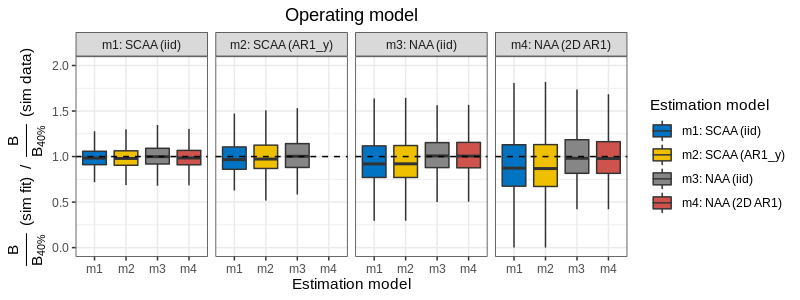 Operating model
m1: SCAA (iid)
m2: SCAA (AR1_y)
m3: NAA (iid)
m4: NAA (2D AR1)
B / B40% (sim fit) / B / B40% (sim data)
2.0
1.5
1.0
0.5
0.0
m1 m2 m3 m4
m1 m2 m3 m4
m1 m2 m3 m4
m1 m2 m3 m4
Estimation model
Estimation model
m1: SCAA (iid)
m2: SCAA (AR1_y)
m3: NAA (iid)
m4: NAA (2D AR1)